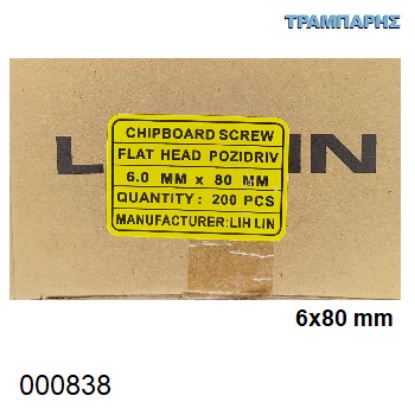 ΤΡΑΜΠΑΡΗΣ
CHIPBOARD SCREW
FLAT HEAD POZIDRIV
6.0 MM x 80 MM
QUANTITY: 200 PCS
MANUFACTURER:LIH LIN
6x80 mm
000838